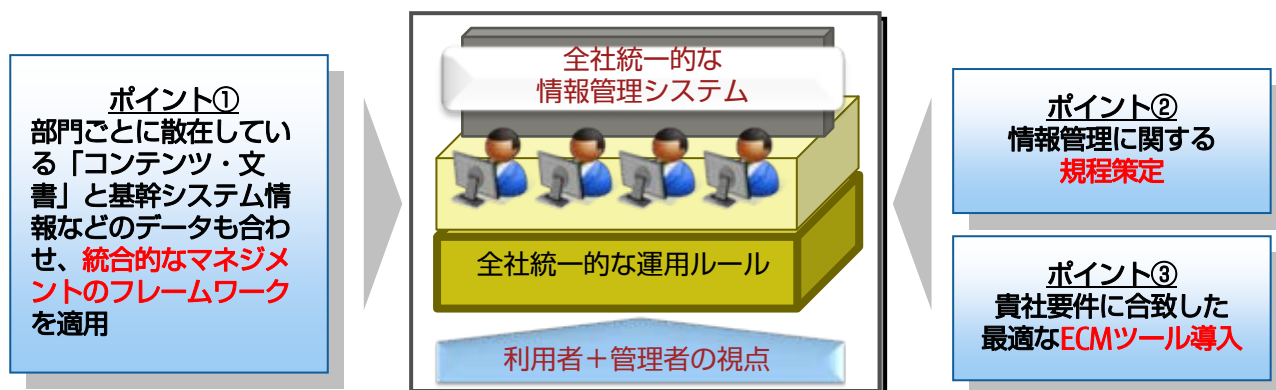 ポイント①
部門ごとに散在してい
る「コンテンツ・文
書」と基幹システム情
報などのデータも合わ
せ、統合的なマネジメ
ントのフレームワーク
を適用
全社統一的な
情報管理システム
全社統一的な運用ルール
利用者＋管理者の視点
ポイント②
情報管理に関する
規程策定
ポイント③
貴社要件に合致した
最適なECMツール導入